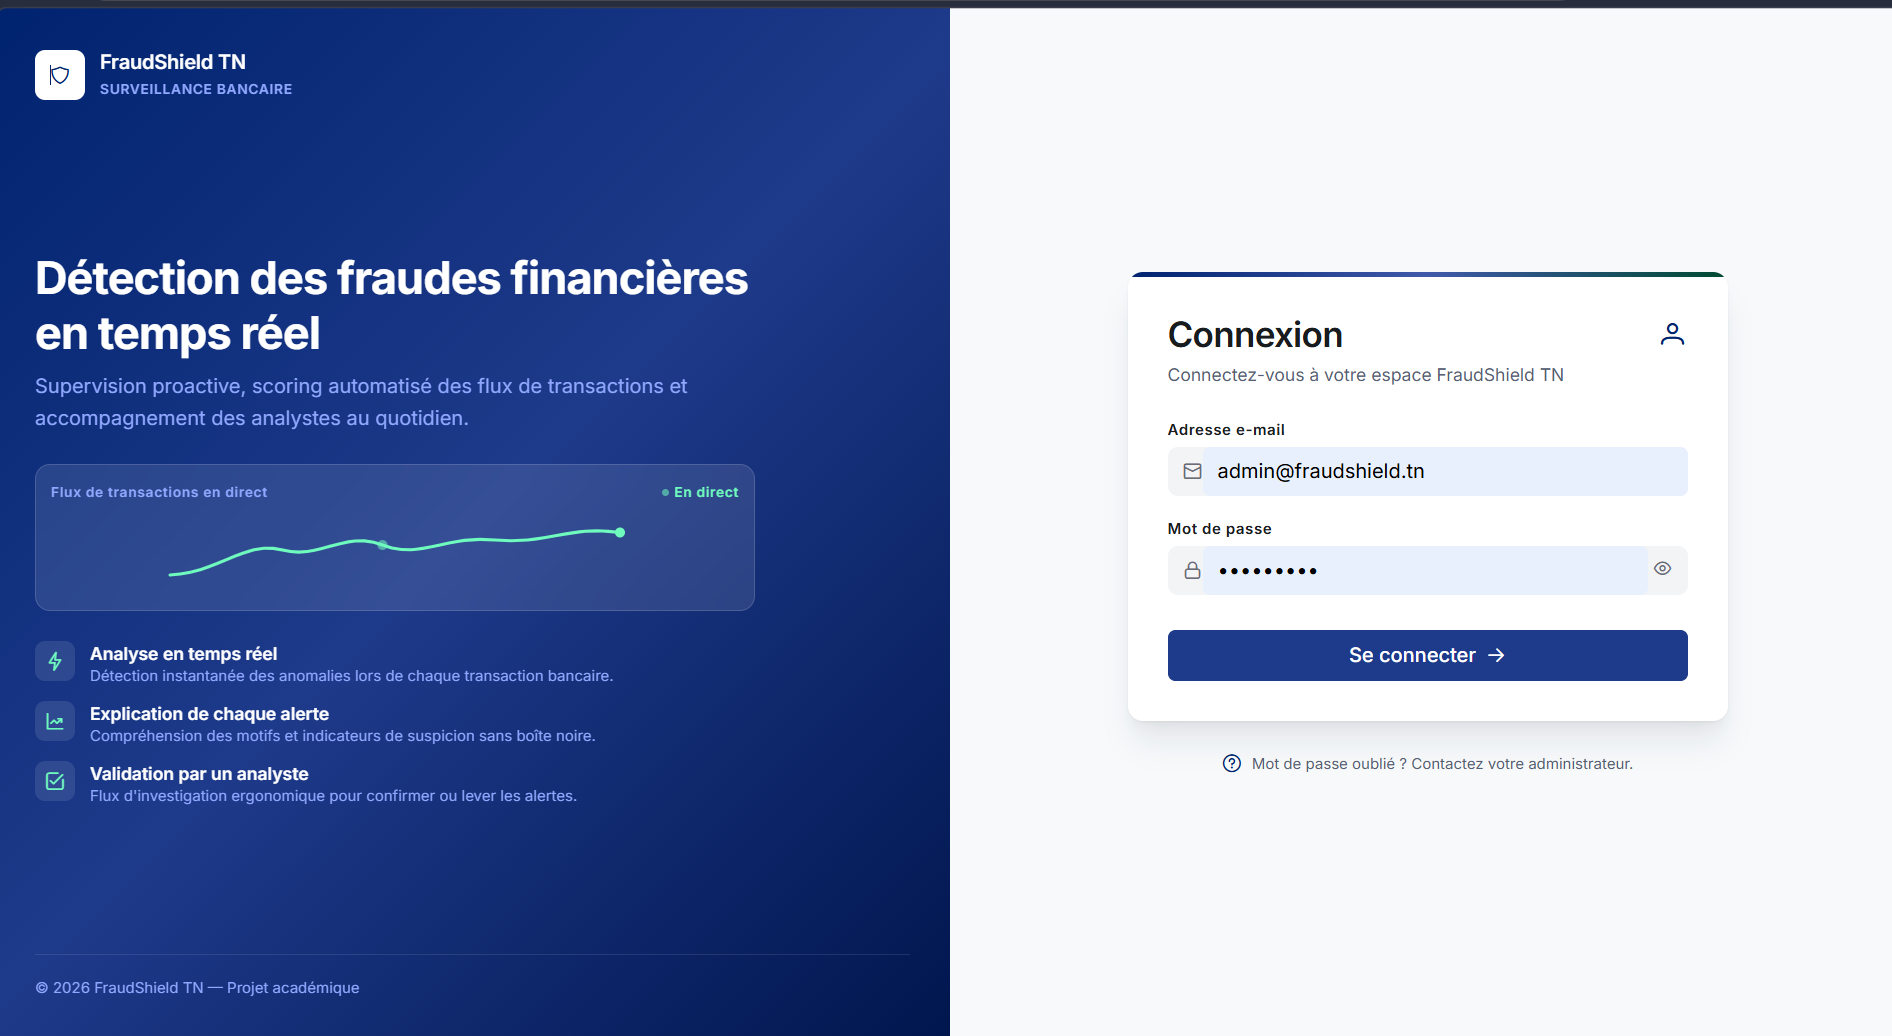 FraudShield TN
SURVEILLANCE BANCAIRE
Détection des fraudes financières
en temps réel
Supervision proactive, scoring automatisé des flux de transactions et
accompagnement des analystes au quotidien.
Flux de transactions en direct
En direct
Analyse en temps réel
Détection instantanée des anomalies lors de chaque transaction bancaire.
Explication de chaque alerte
Compréhension des motifs et indicateurs de suspicion sans boîte noire.
Validation par un analyste
Flux d'investigation ergonomique pour confirmer ou lever les alertes.
© 2026 FraudShield TN — Projet académique
Connexion
Connectez-vous à votre espace FraudShield TN
Adresse e-mail
admin@fraudshield.tn
Mot de passe
•••••••••
Se connecter →
Mot de passe oublié ? Contactez votre administrateur.